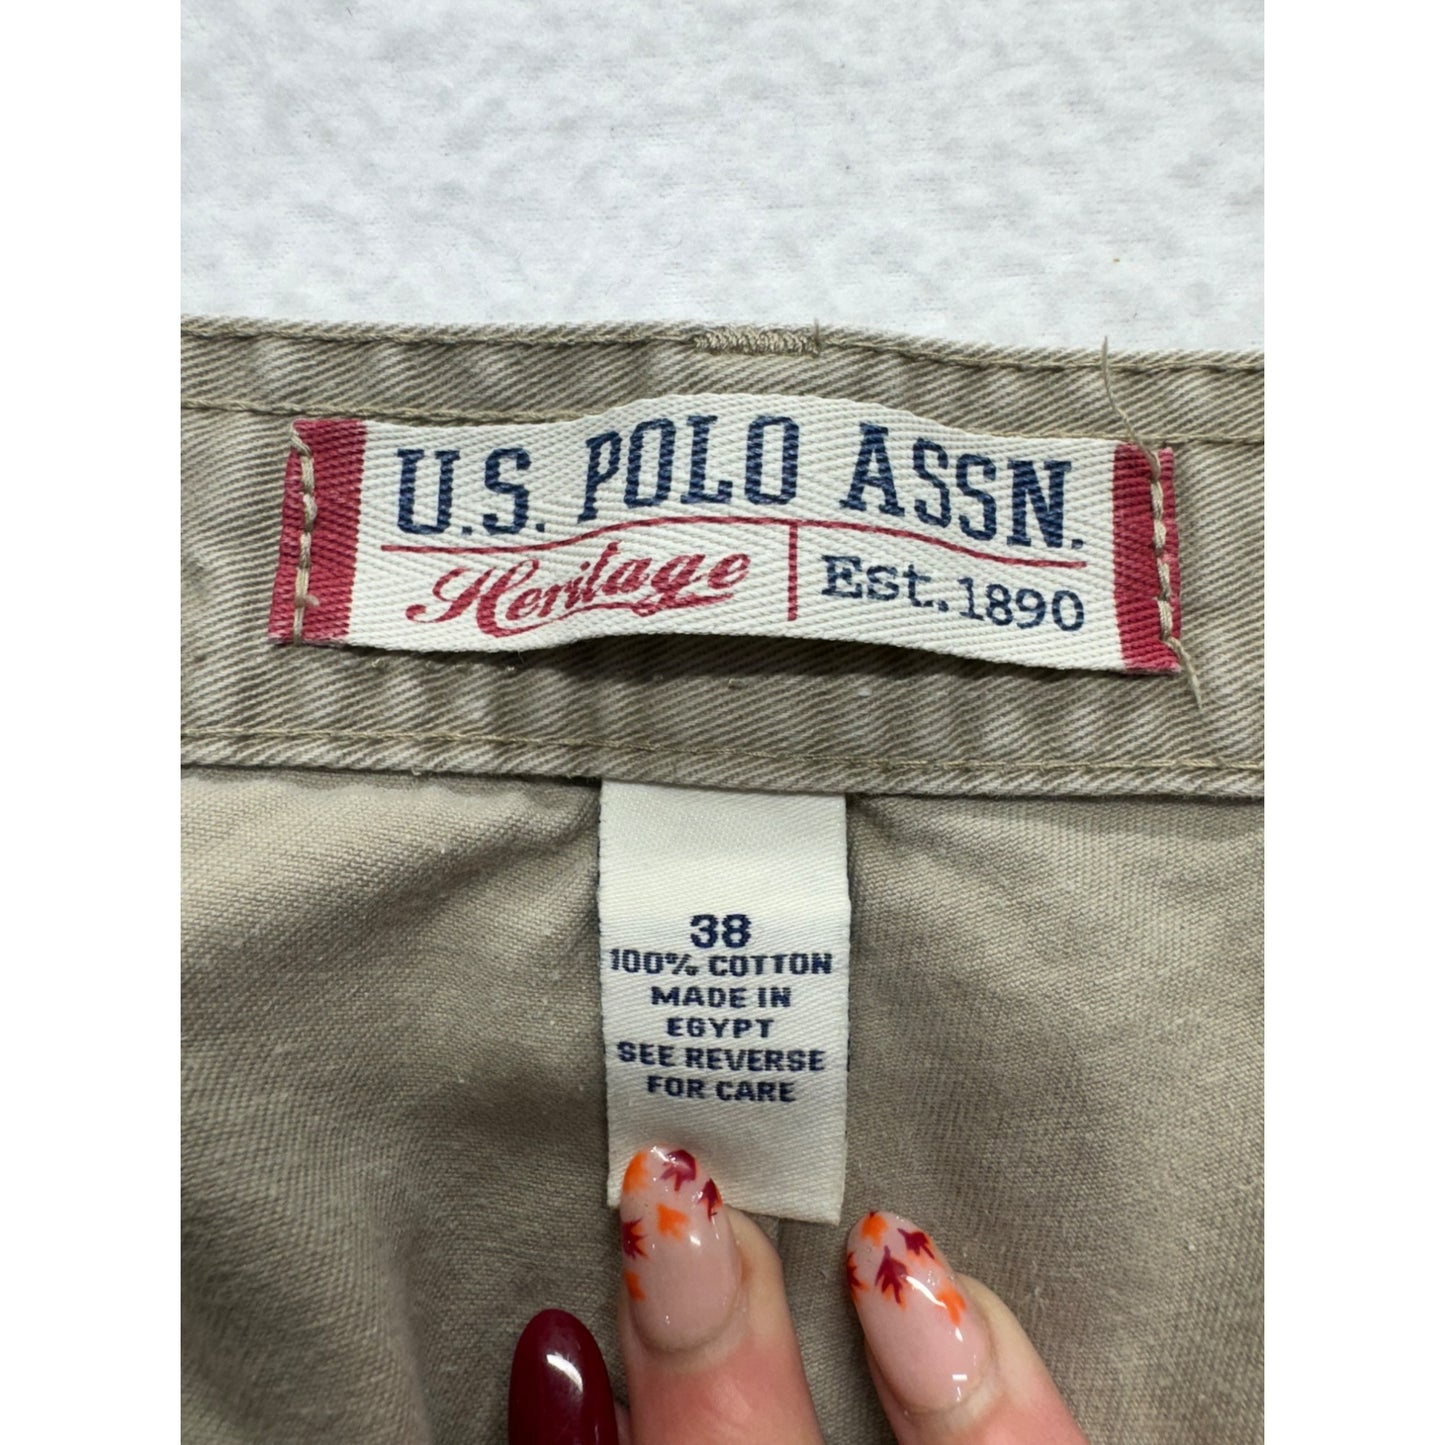 U.S. POLO ASSN.
Heritage Est. 1890
38
100% COTTON
MADE IN
EGYPT
SEE REVERSE
FOR CARE